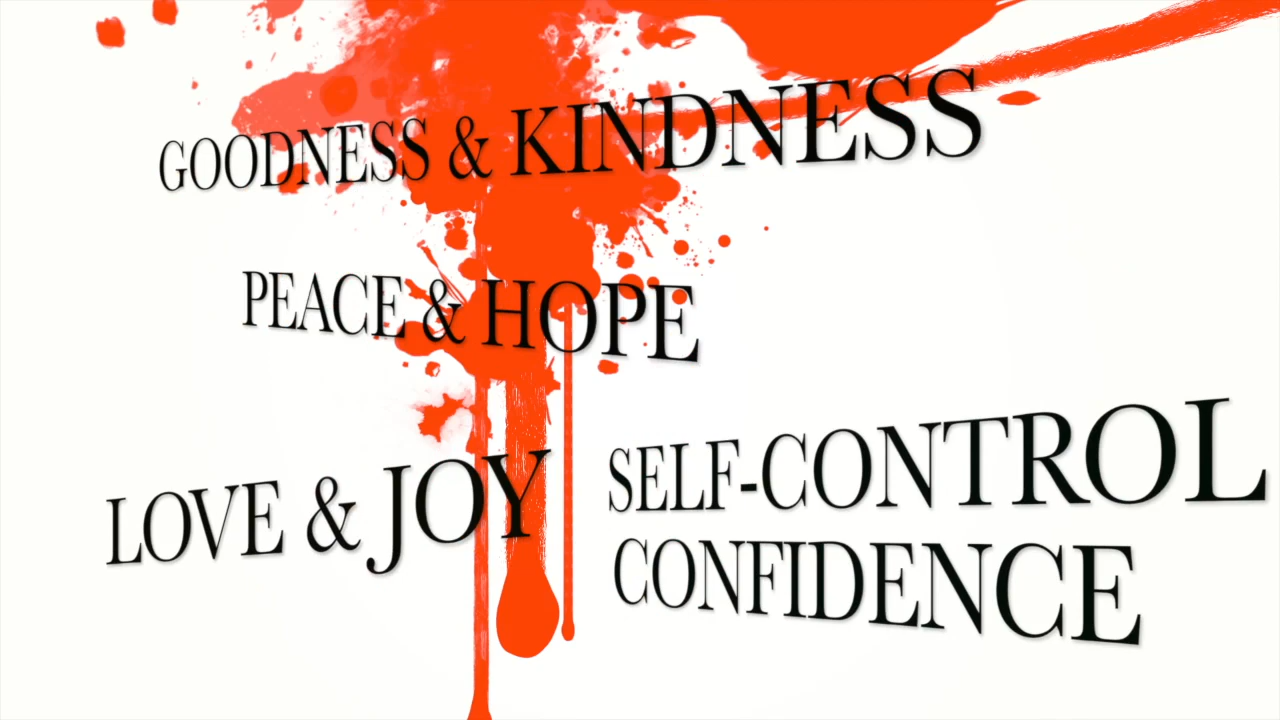 GOODNESS & KINDNESS
PEACE & HOPE
LOVE & JOY
SELF-CONTROL
CONFIDENCE